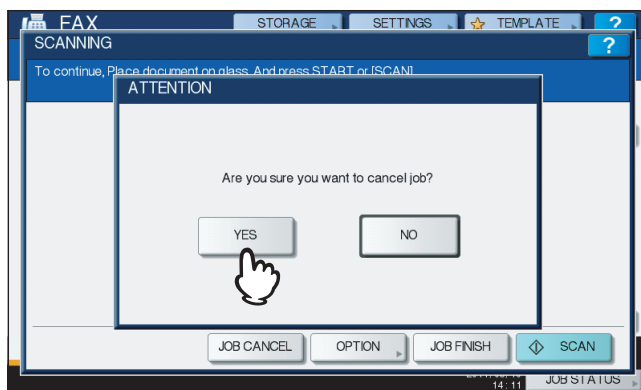 FAX STORAGE SETTINGS TEMPLATE ?
SCANNING ?
To continue, Place document on glass. And press START or [SCAN]
ATTENTION
Are you sure you want to cancel job?
YES NO
JOB CANCEL OPTION JOB FINISH SCAN
14:11 JOB STATUS